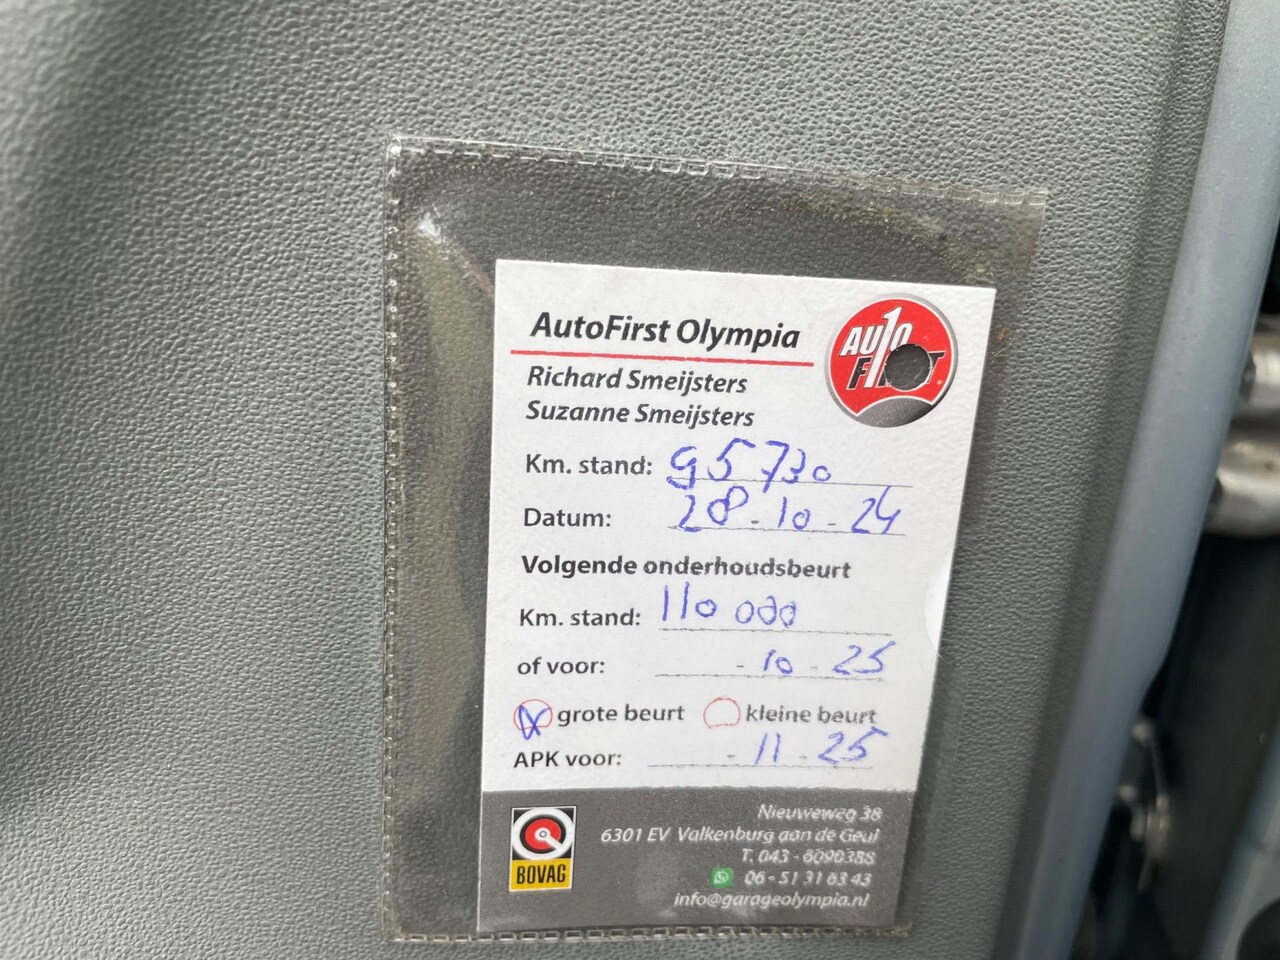 AutoFirst Olympia
AUTO
1
Richard Smeijsters
Suzanne Smeijsters
Km. stand: 95730
Datum: 28-10-24
Volgende onderhoudsbeurt
Km. stand: 110 000
of voor: -10-25
grote beurt kleine beurt
APK voor: -11-25
Nieuweweg 38
6301 EV Valkenburg aan de Geul
T. 043 - 6090388
06 - 51 31 63 43
info@garageolympia.nl
BOVAG